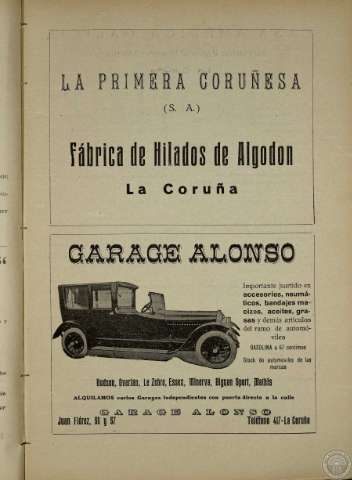 LA PRIMERA CORUÑESA
(S. A.)
Fábrica de Hilados de Algodon
La Coruña
GARAGE ALONSO
Importante surtido en
accesorios, neumá-
ticos, bandajes ma-
cizos, aceites, gra-
sas y demás artículos
del ramo de automó-
viles
GASOLINA a 67 céntimos
Stock de automóviles de las
marcas
Hudson, Overlén, Le Zebre, Essex, Minerva, Bignan Sport, Mathis
ALQUILAMOS varios Garages independientes con puerta directa a la calle
GARAGE ALONSO
Juan Flórez, 91 y 97
Teléfono 417-La Coruña